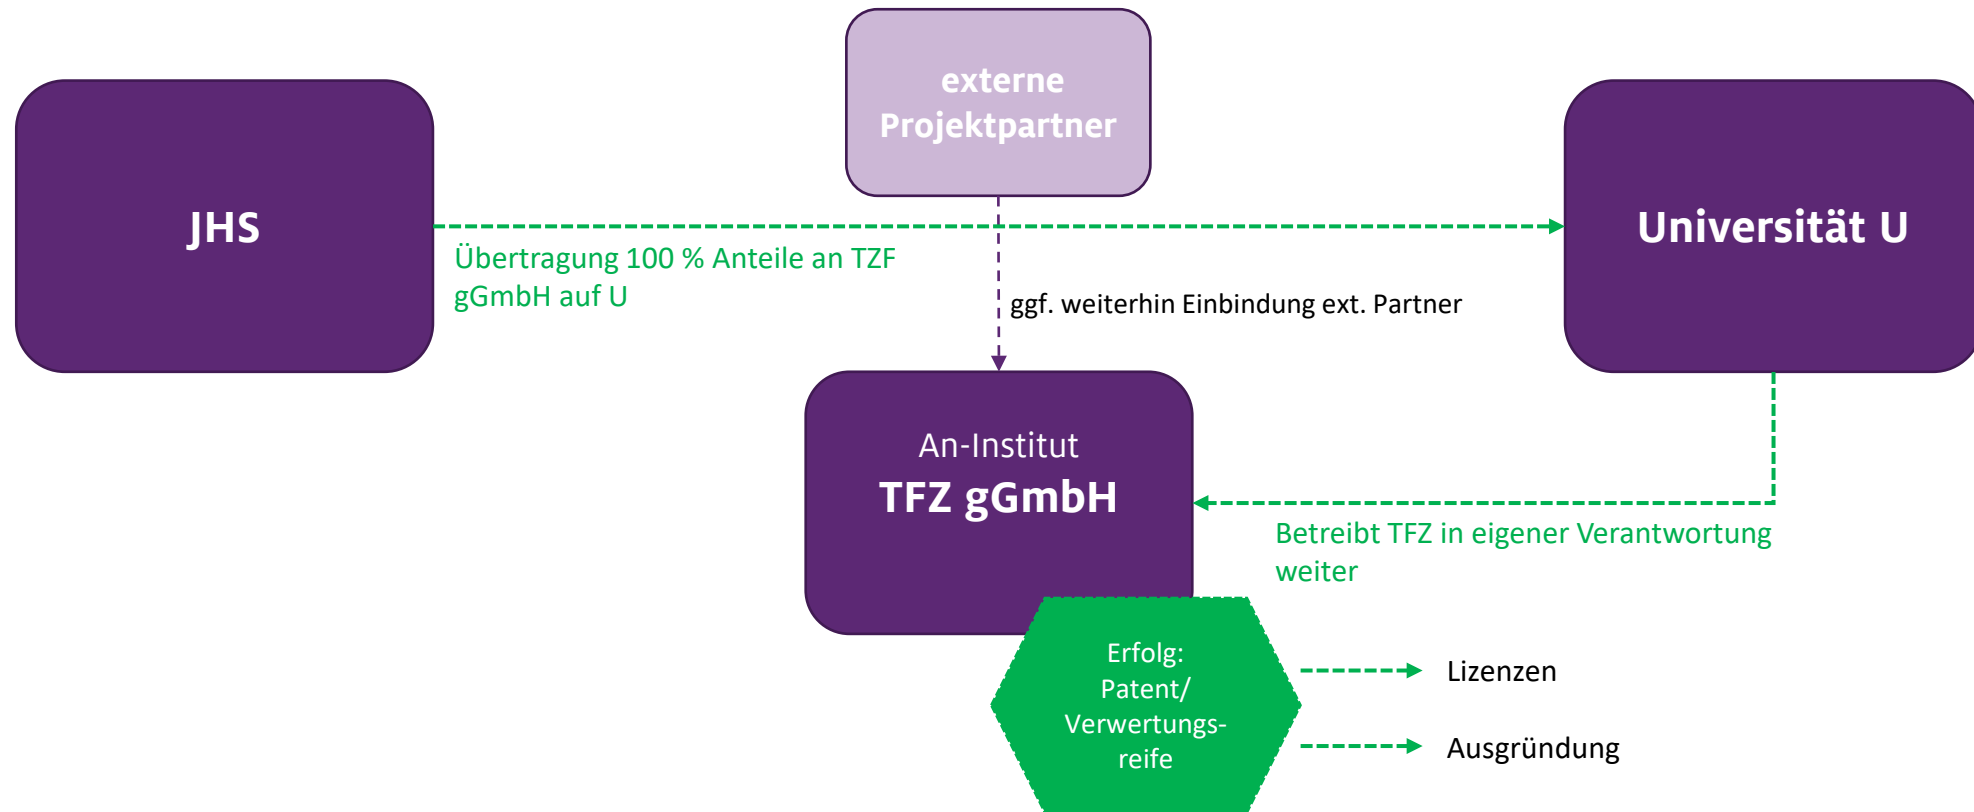 externe
Projektpartner
JHS
Universität U
Übertragung 100 % Anteile an TZF
gGmbH auf U
ggf. weiterhin Einbindung ext. Partner
An-Institut
TFZ gGmbH
Betreibt TFZ in eigener Verantwortung
weiter
Erfolg:
Patent/
Verwertungs-
reife
Lizenzen
Ausgründung